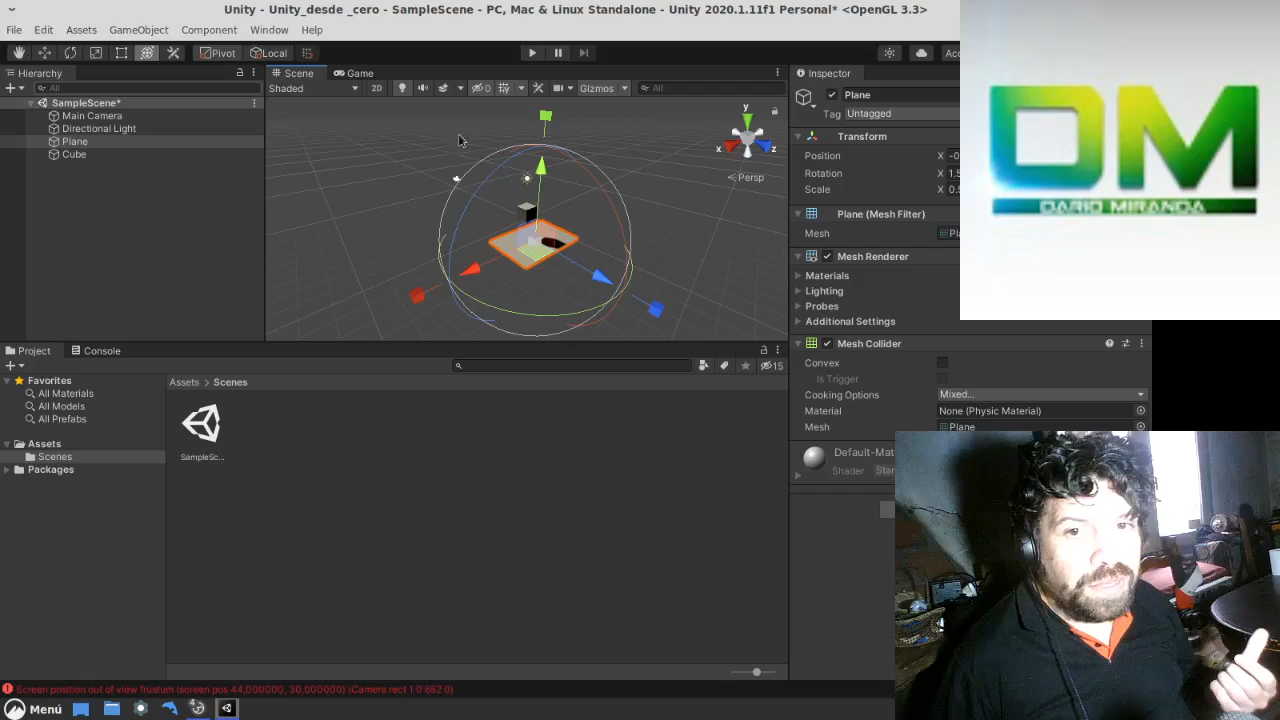 Unity - Unity_desde _cero - SampleScene - PC, Mac & Linux Standalone - Unity 2020.1.11f1 Personal* <OpenGL 3.3>
File Edit Assets GameObject Component Window Help
Pivot Local
Hierarchy
All
SampleScene*
Main Camera
Directional Light
Plane
Cube
Scene Game
Shaded 2D Gizmos All
y
x z
Persp
Inspector
Plane
Tag Untagged
Transform
Position X -0
Rotation X 1.5
Scale X 0.5
Plane (Mesh Filter)
Mesh
Mesh Renderer
Materials
Lighting
Probes
Additional Settings
Mesh Collider
Convex
Is Trigger
Cooking Options Mixed...
Material None (Physic Material)
Mesh Plane
Default-Mat
Shader Stan
DM
DARIO MIRANDA
Project Console
15
Favorites
All Materials
All Models
All Prefabs
Assets
Scenes
Packages
Assets > Scenes
SampleSc...
Screen position out of view frustum (screen pos 44,000000, 30,000000) (Camera rect 1 0 652 0)
Menú